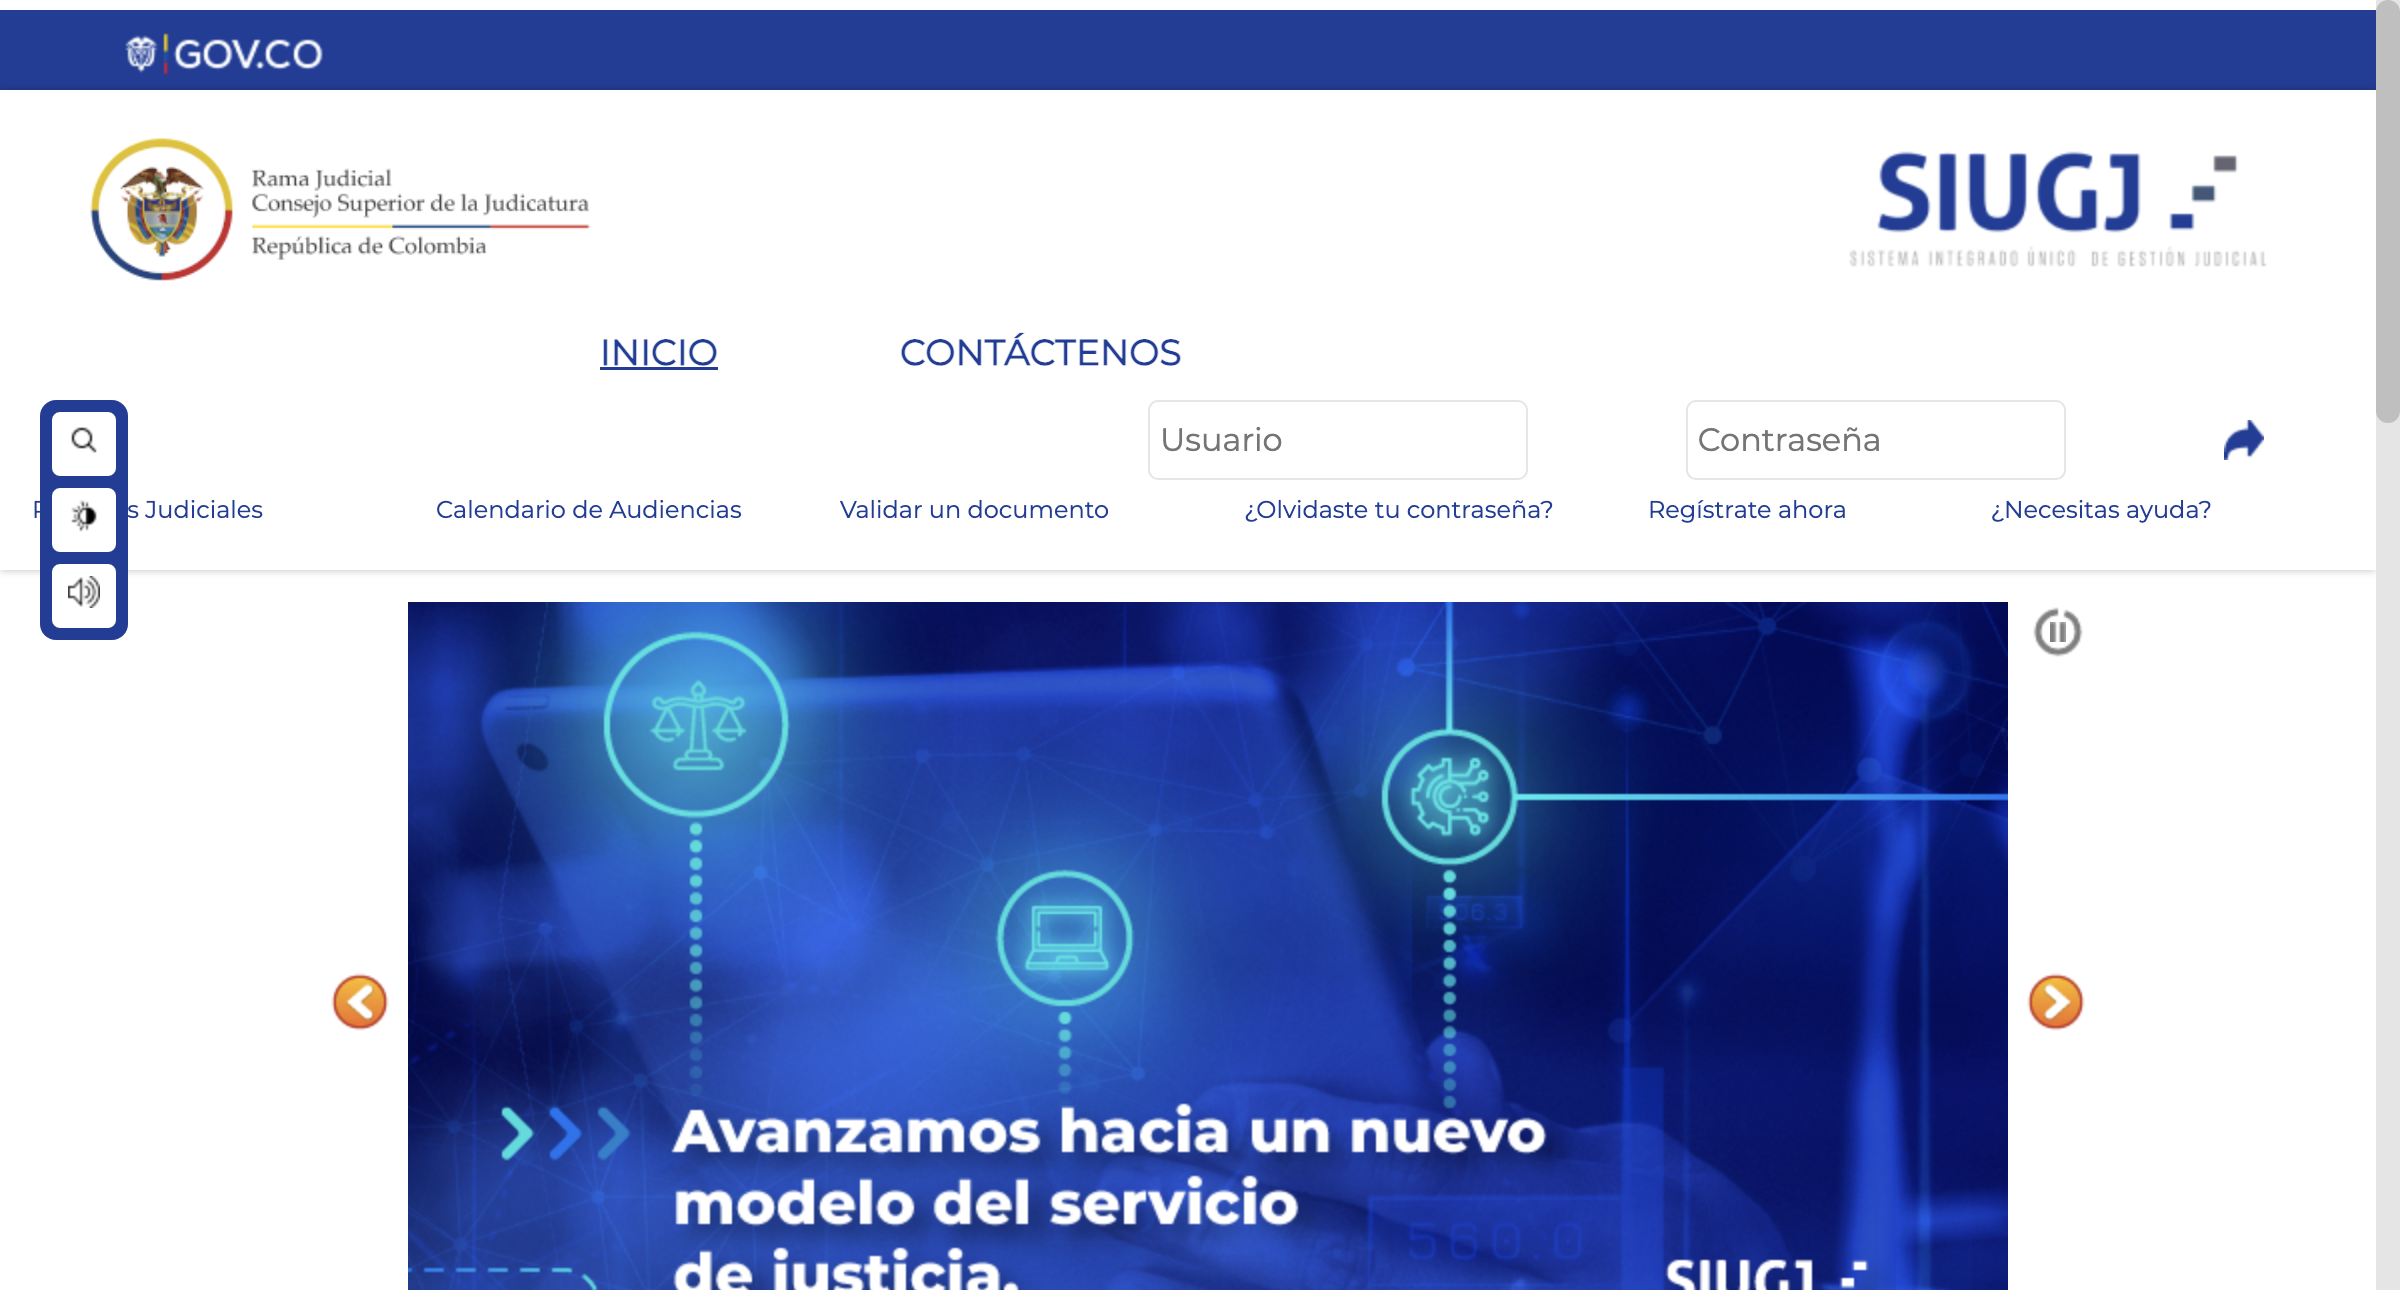 GOV.CO
Rama Judicial
Consejo Superior de la Judicatura
República de Colombia
SIUGJ
SISTEMA INTEGRADO ÚNICO DE GESTIÓN JUDICIAL
INICIO
CONTÁCTENOS
Usuario
Contraseña
s Judiciales
Calendario de Audiencias
Validar un documento
¿Olvidaste tu contraseña?
Regístrate ahora
¿Necesitas ayuda?
Avanzamos hacia un nuevo
modelo del servicio
de justicia.
560.0
SIUGJ